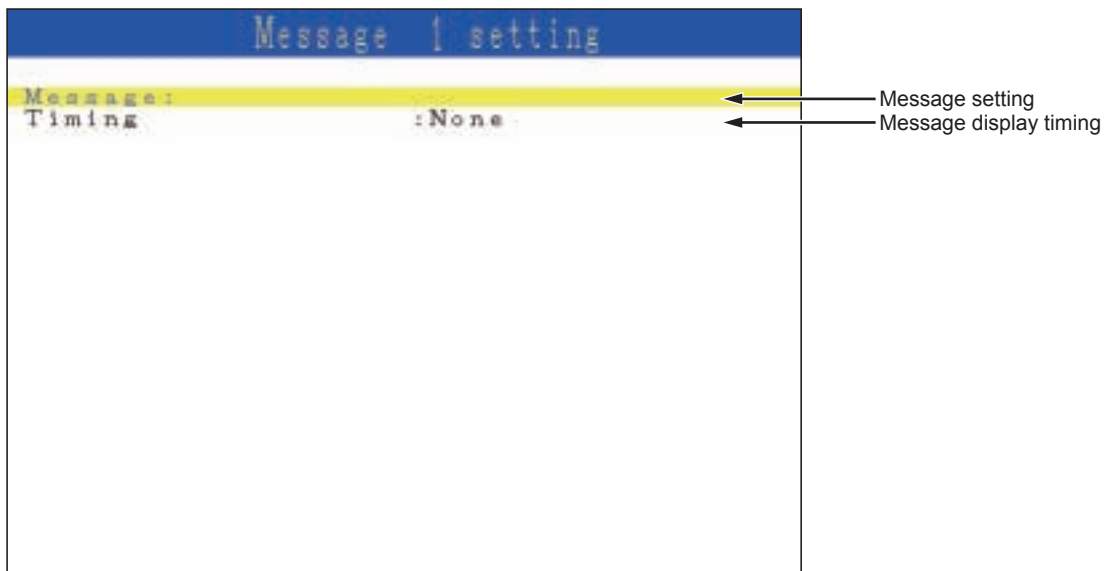 Message 1 setting
Message:
Timing :None
Message setting
Message display timing